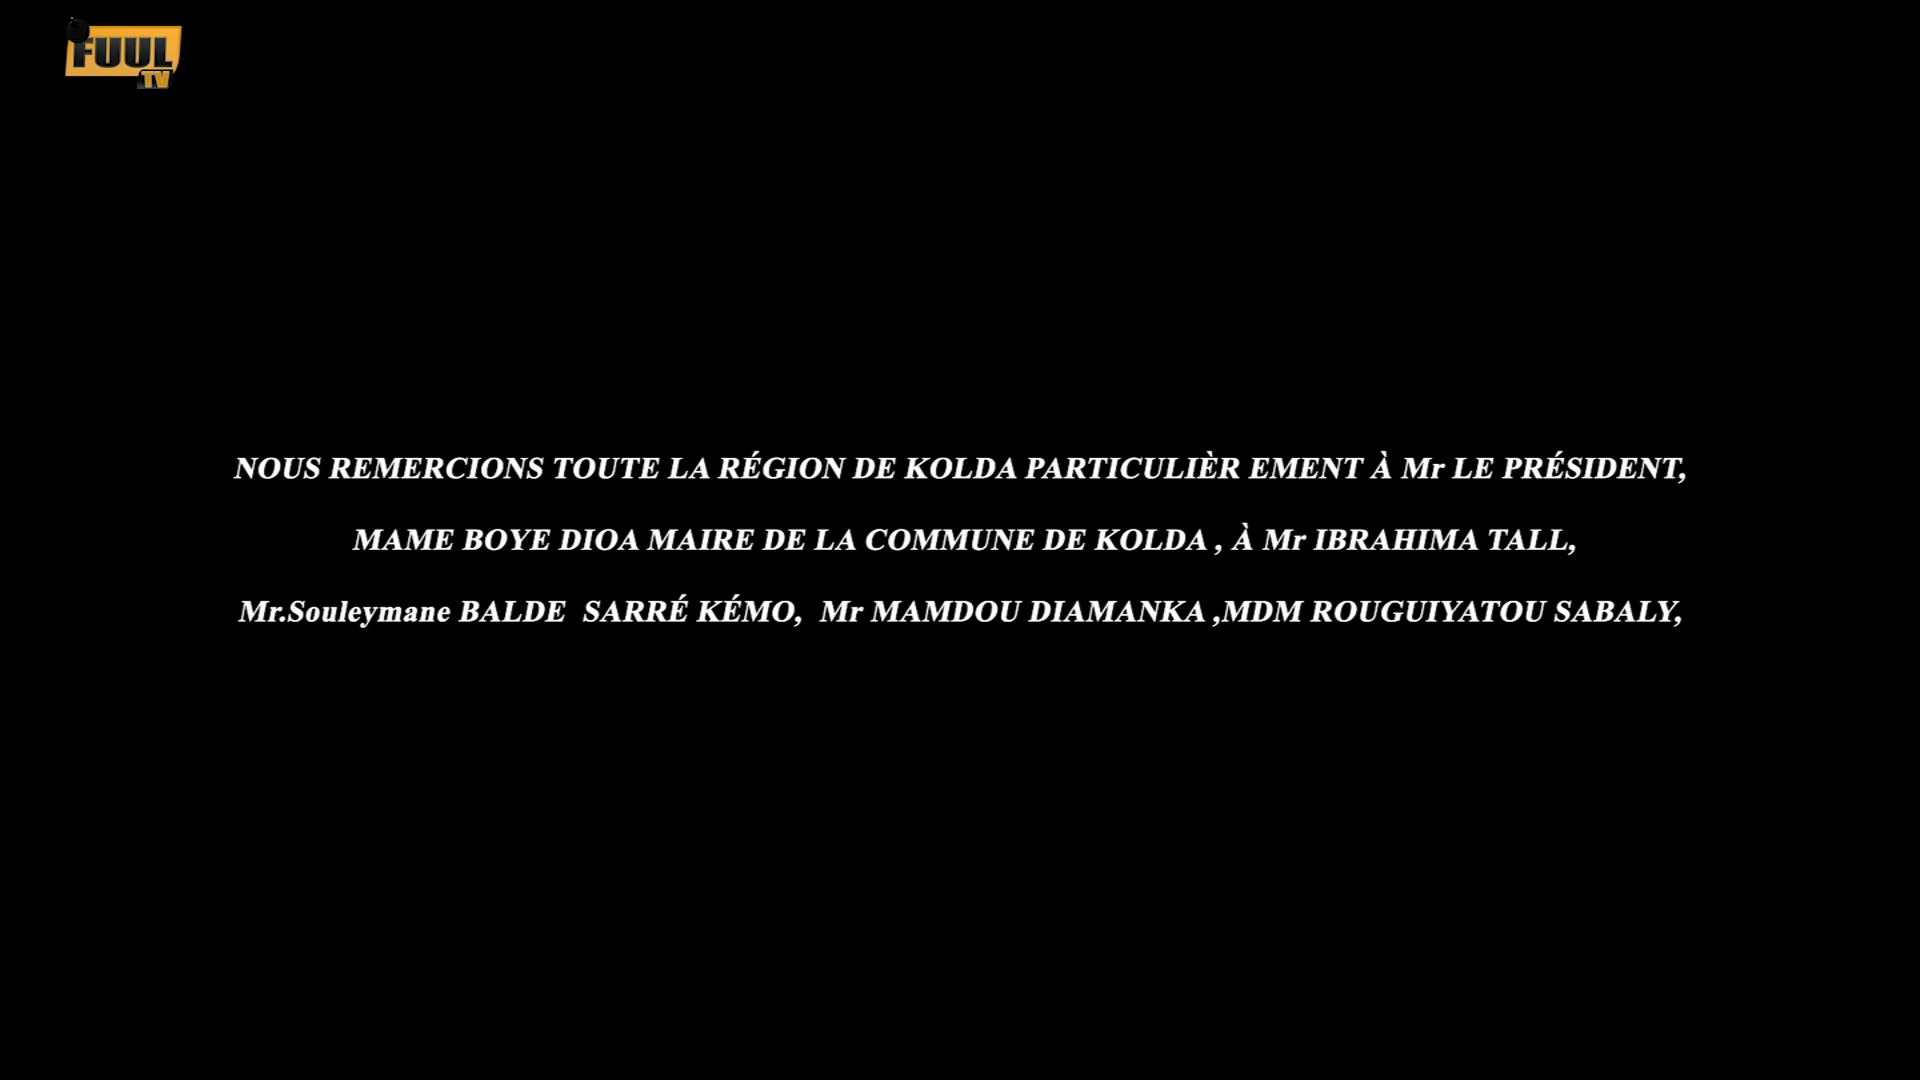 FUUL
TV
NOUS REMERCIONS TOUTE LA RÉGION DE KOLDA PARTICULIÈR EMENT À Mr LE PRÉSIDENT,
MAME BOYE DIOA MAIRE DE LA COMMUNE DE KOLDA , À Mr IBRAHIMA TALL,
Mr.Souleymane BALDE  SARRÉ KÉMO,  Mr MAMDOU DIAMANKA ,MDM ROUGUIYATOU SABALY,